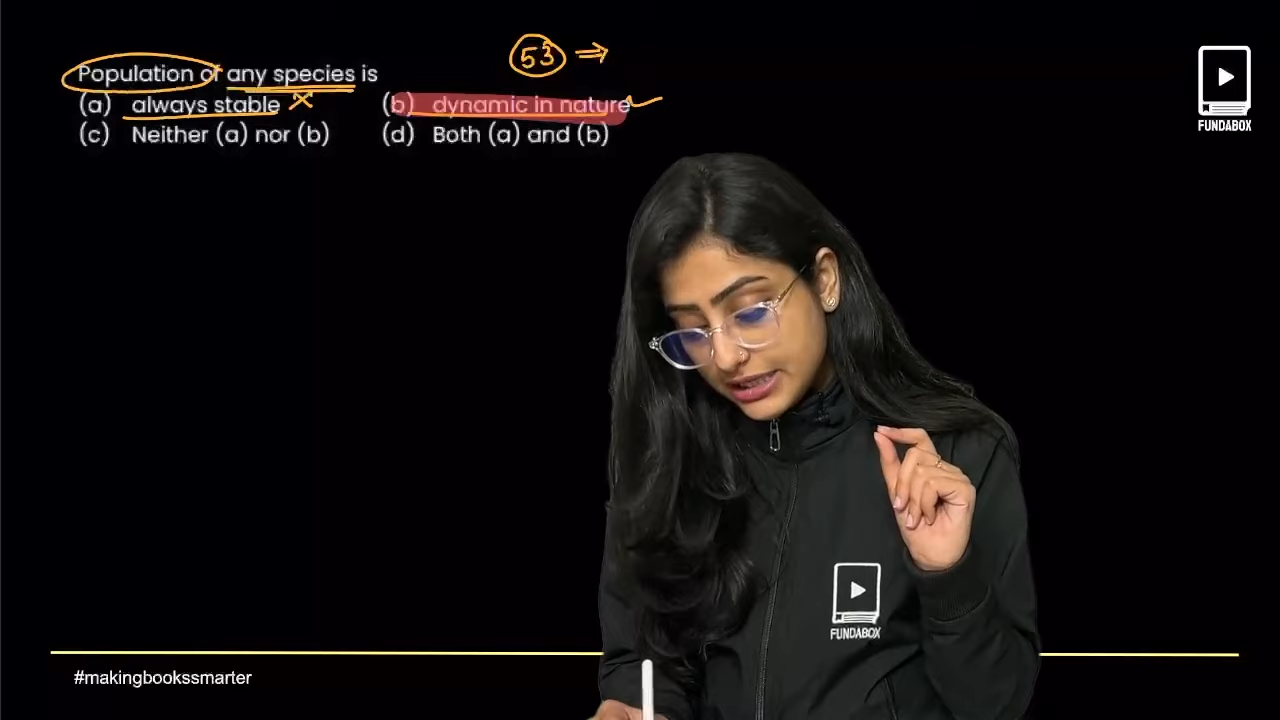 53 ⇒
Population of any species is
(a) always stable ✗ (b) dynamic in nature ✓
(c) Neither (a) nor (b) (d) Both (a) and (b)
FUNDABOX
FUNDABOX
#makingbookssmarter